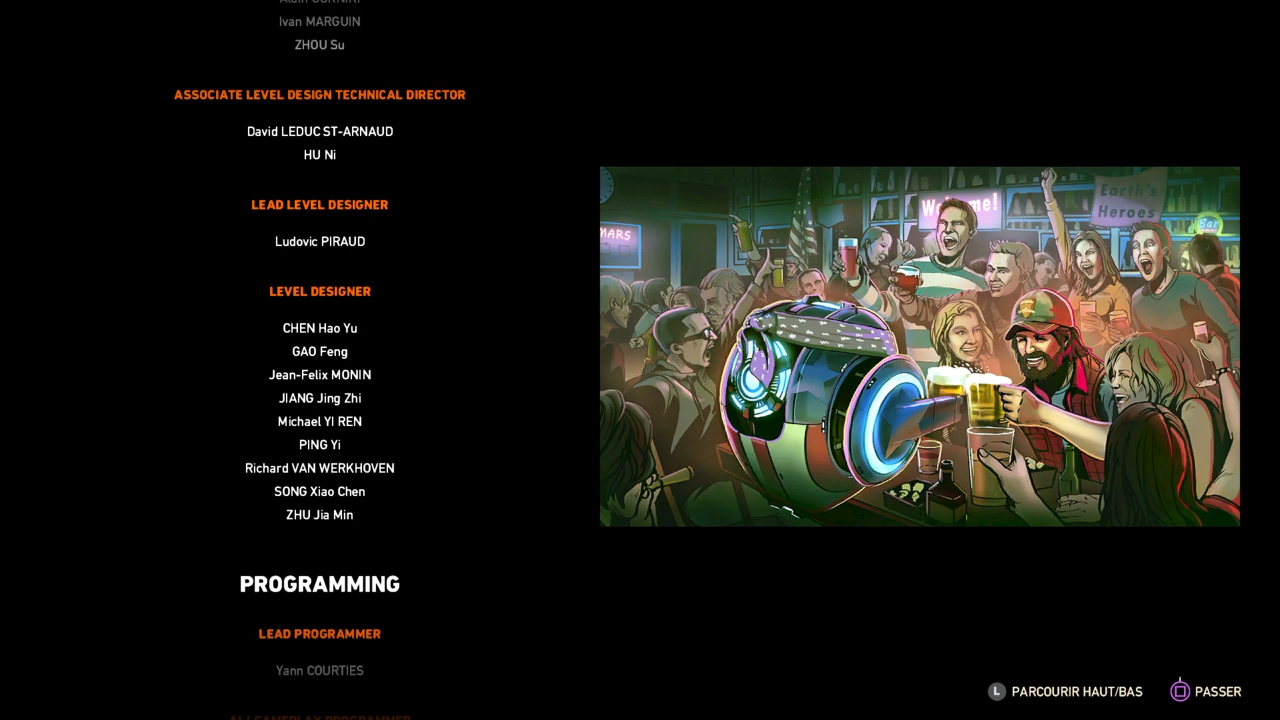 Ivan MARGUIN
ZHOU Su
ASSOCIATE LEVEL DESIGN TECHNICAL DIRECTOR
David LEDUC ST-ARNAUD
HU Ni
LEAD LEVEL DESIGNER
Ludovic PIRAUD
LEVEL DESIGNER
CHEN Hao Yu
GAO Feng
Jean-Felix MONIN
JIANG Jing Zhi
Michael YI REN
PING Yi
Richard VAN WERKHOVEN
SONG Xiao Chen
ZHU Jia Min
PROGRAMMING
LEAD PROGRAMMER
Yann COURTIES
MARS
Earth's
Heroes
Bar
L PARCOURIR HAUT/BAS
PASSER